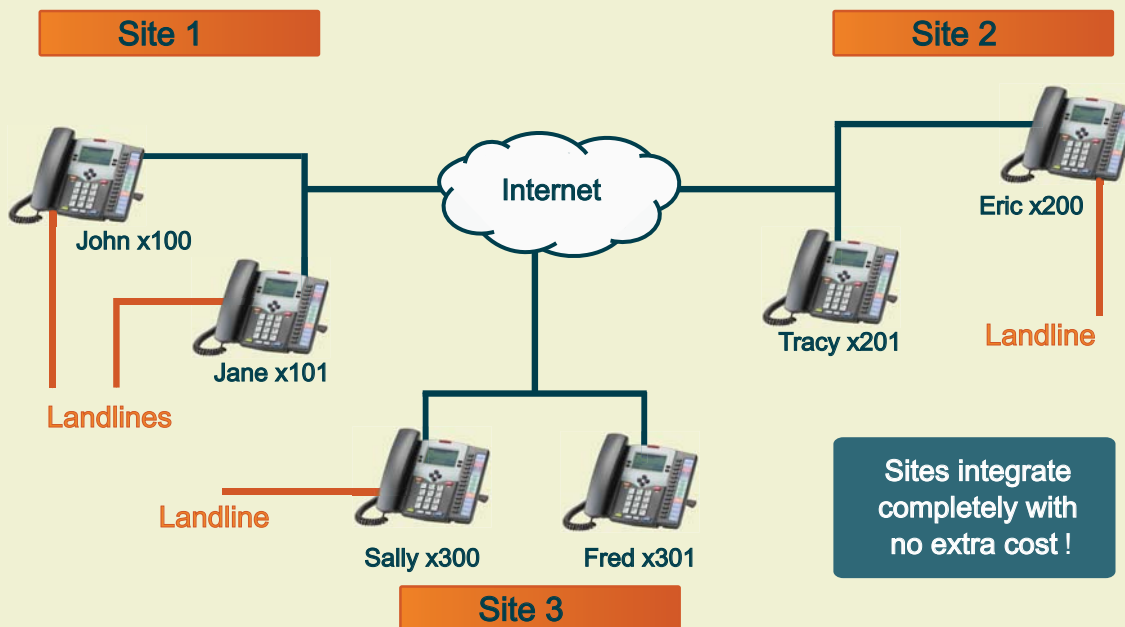 Site 1
Site 2
Internet
John x100
Eric x200
Jane x101
Tracy x201
Landline
Landlines
Landline
Sally x300
Fred x301
Sites integrate
completely with
no extra cost !
Site 3